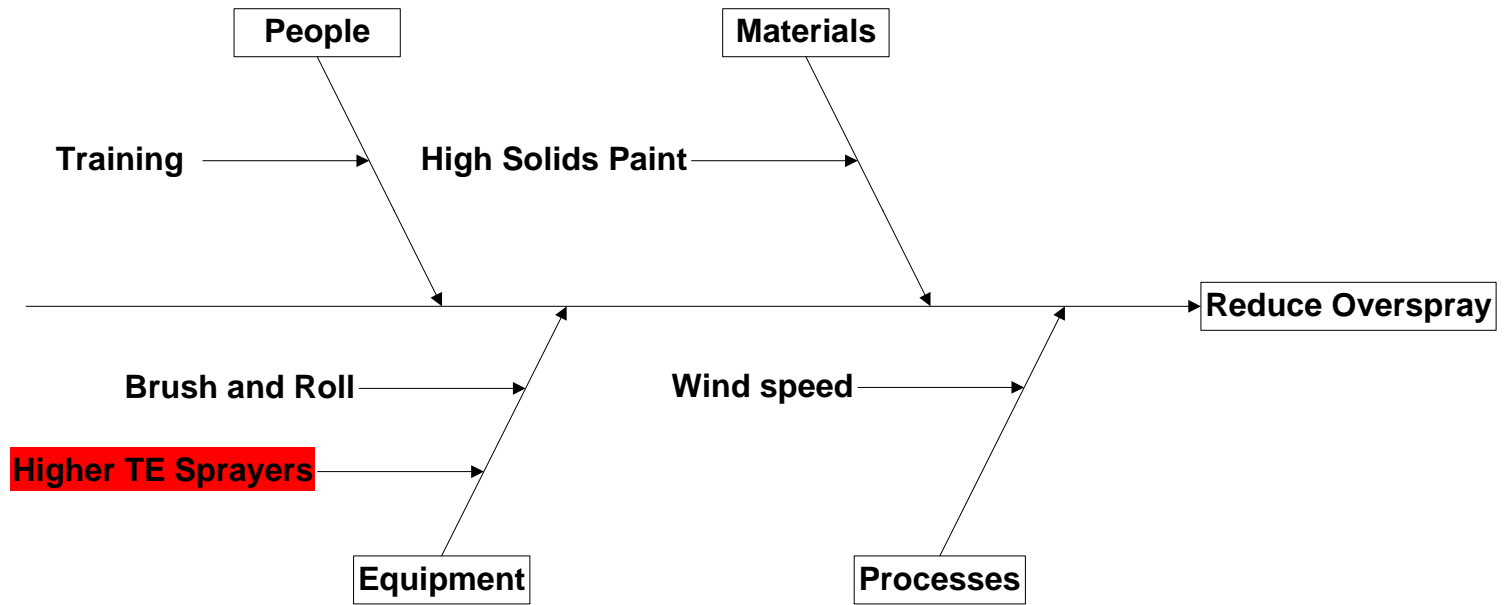 People
Materials
Training
High Solids Paint
Reduce Overspray
Brush and Roll
Wind speed
Higher TE Sprayers
Equipment
Processes